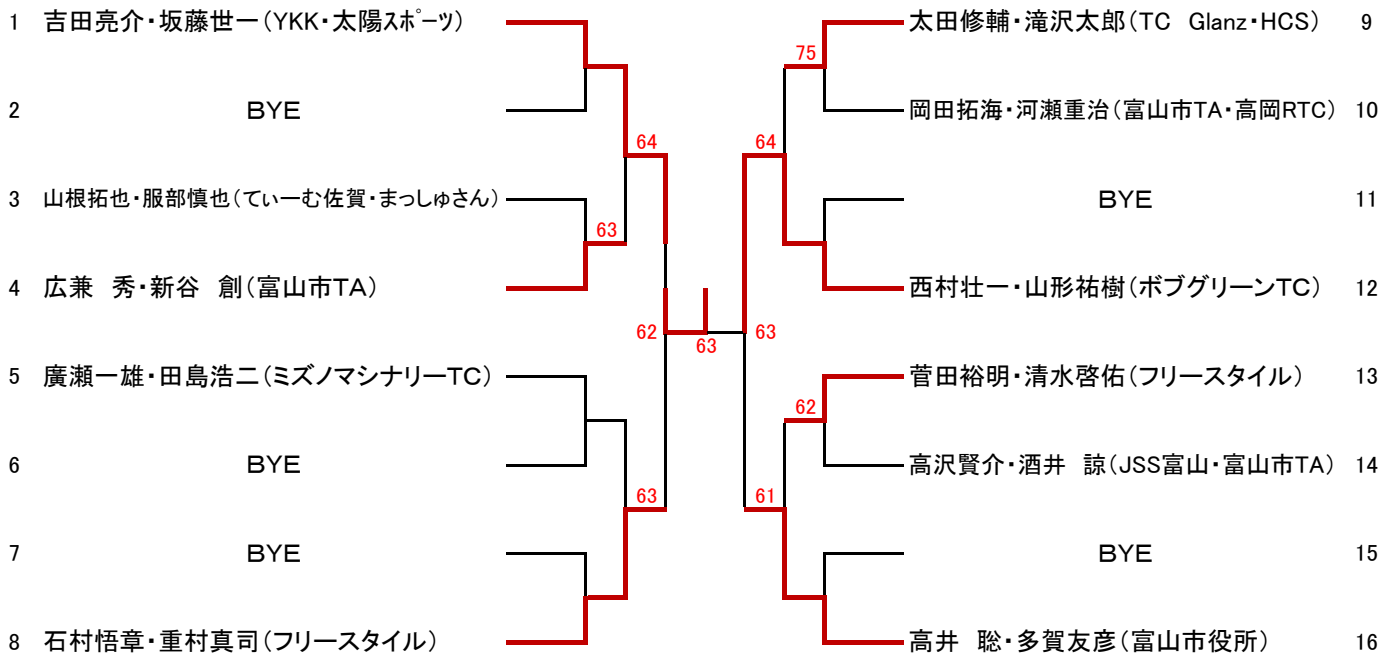 1 吉田亮介・坂藤世一（YKK・太陽ｽﾎﾟｰﾂ）
2 BYE
3 山根拓也・服部慎也（てぃーむ佐賀・まっしゅさん）
4 広兼　秀・新谷　創（富山市TA）
5 廣瀬一雄・田島浩二（ミズノマシナリーTC）
6 BYE
7 BYE
8 石村悟章・重村真司（フリースタイル）
64
63
62
63
63
太田修輔・滝沢太郎（TC　Glanz・HCS） 9
岡田拓海・河瀬重治（富山市TA・高岡RTC） 10
BYE 11
西村壮一・山形祐樹（ボブグリーンTC） 12
菅田裕明・清水啓佑（フリースタイル） 13
高沢賢介・酒井　諒（JSS富山・富山市TA） 14
BYE 15
高井　聡・多賀友彦（富山市役所） 16
75
64
63
62
61